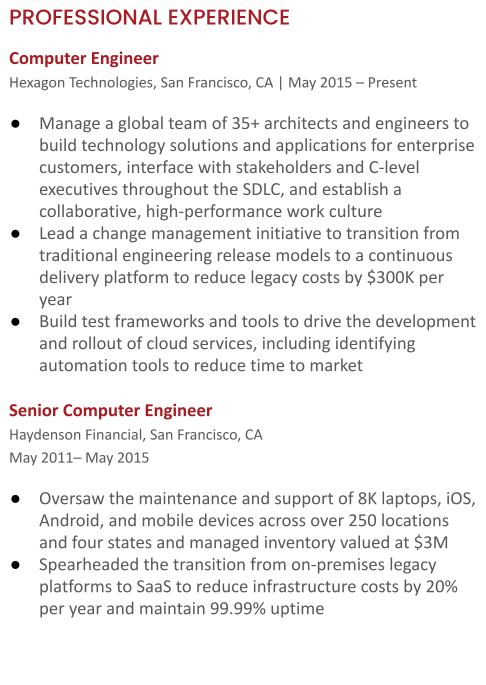 PROFESSIONAL EXPERIENCE
Computer Engineer
Hexagon Technologies, San Francisco, CA | May 2015 – Present
● Manage a global team of 35+ architects and engineers to
build technology solutions and applications for enterprise
customers, interface with stakeholders and C-level
executives throughout the SDLC, and establish a
collaborative, high-performance work culture
● Lead a change management initiative to transition from
traditional engineering release models to a continuous
delivery platform to reduce legacy costs by $300K per
year
● Build test frameworks and tools to drive the development
and rollout of cloud services, including identifying
automation tools to reduce time to market
Senior Computer Engineer
Haydenson Financial, San Francisco, CA
May 2011– May 2015
● Oversaw the maintenance and support of 8K laptops, iOS,
Android, and mobile devices across over 250 locations
and four states and managed inventory valued at $3M
● Spearheaded the transition from on-premises legacy
platforms to SaaS to reduce infrastructure costs by 20%
per year and maintain 99.99% uptime